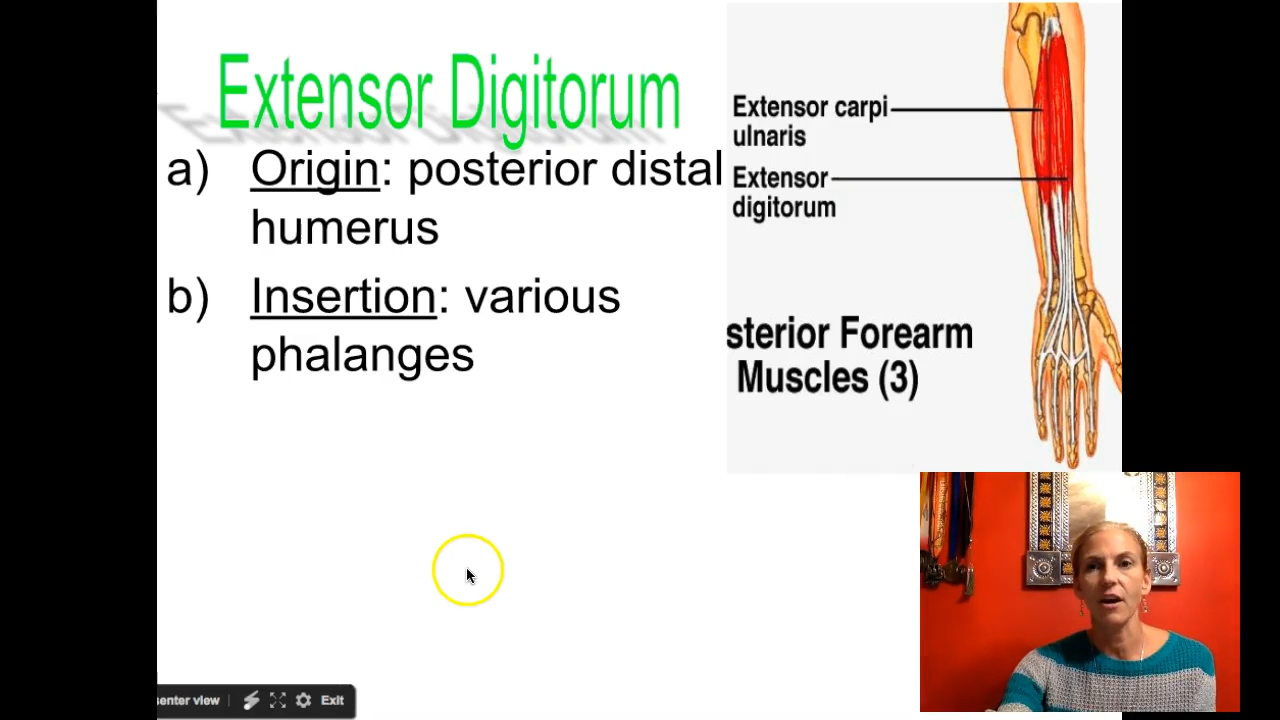 Extensor Digitorum
a) Origin: posterior distal
humerus
b) Insertion: various
phalanges
Extensor carpi
ulnaris
Extensor
digitorum
sterior Forearm
Muscles (3)
senter view
Exit